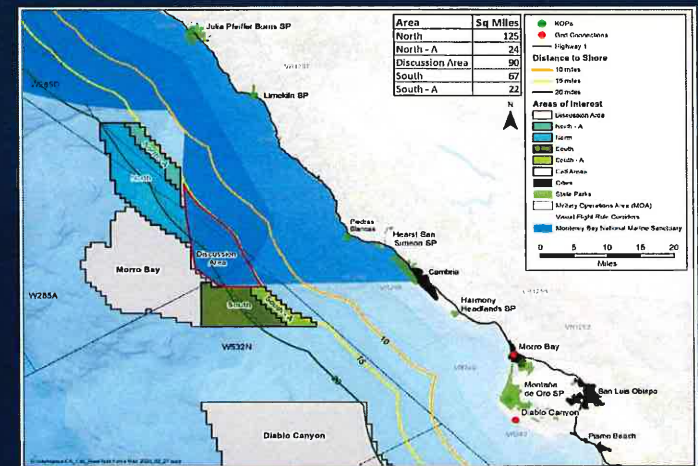 Area Sq Miles
North 125
North - A 24
Discussion Area 90
South 67
South - A 22
N
KOPs
Grid Connections
Highway 1
Distance to Shore
10 miles
15 miles
20 miles
Areas of Interest
Discussion Area
North - A
North
South
South - A
Call Areas
Cities
State Parks
Military Operations Area (MOA)
Visual Flight Rule Corridors
Monterey Bay National Marine Sanctuary
0 5 10 15 20
Miles
Julia Pfeiffer Burns SP
Limekiln SP
North
Discussion
Area
Morro Bay
South
W285A
W532N
Piedras
Blancas
Hearst San
Simeon SP
Cambria
Harmony
Headlands SP
Morro Bay
Montaña
de Oro SP
San Luis Obispo
Diablo Canyon
Pismo Beach
10
15
Diablo Canyon